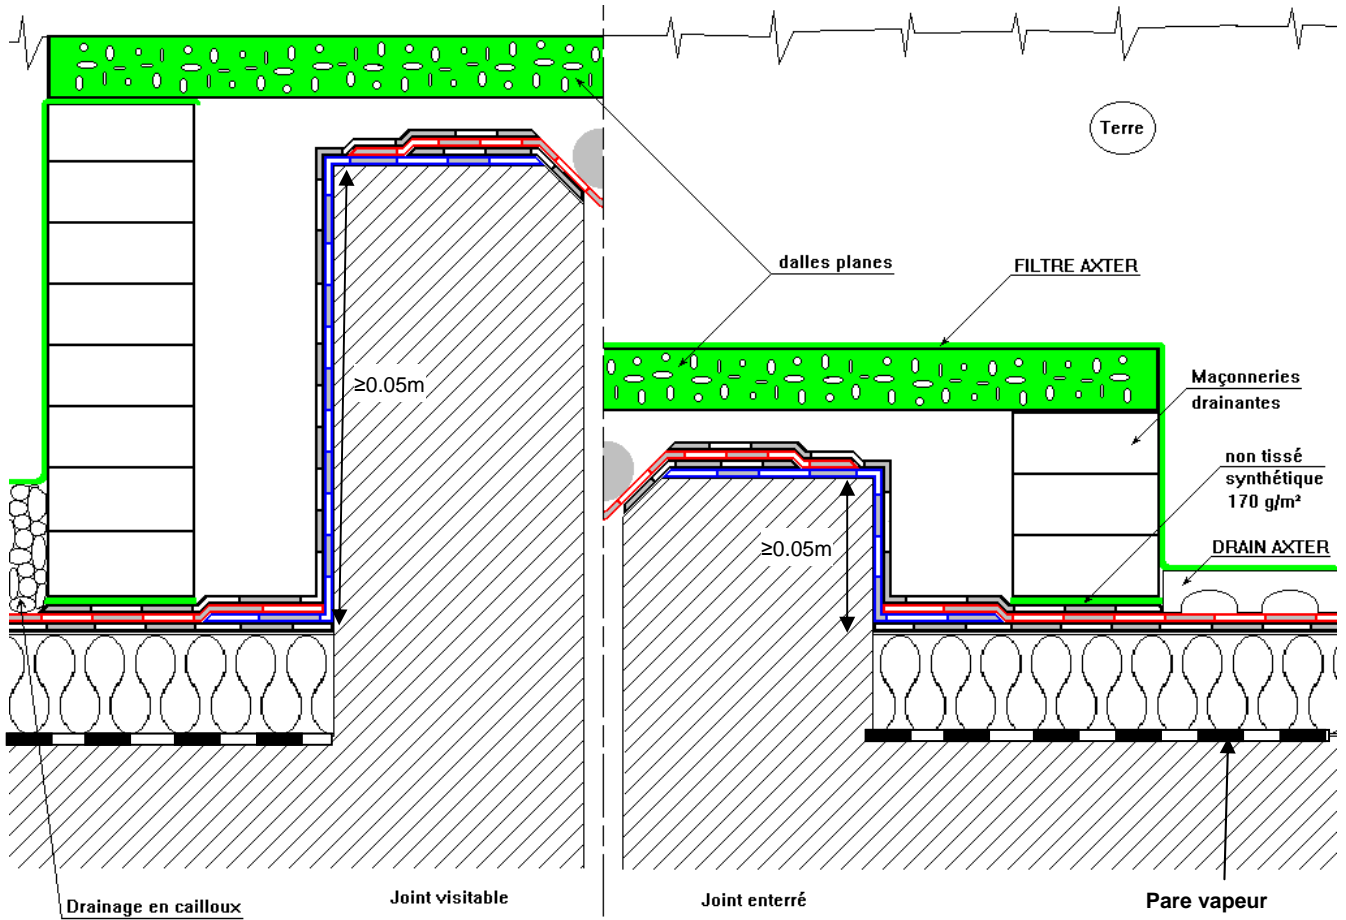 Terre
dalles planes
FILTRE AXTER
≥0.05m
Maçonneries
drainantes
non tissé
synthétique
170 g/m²
≥0.05m
DRAIN AXTER
Joint visitable
Joint enterré
Pare vapeur
Drainage en cailloux